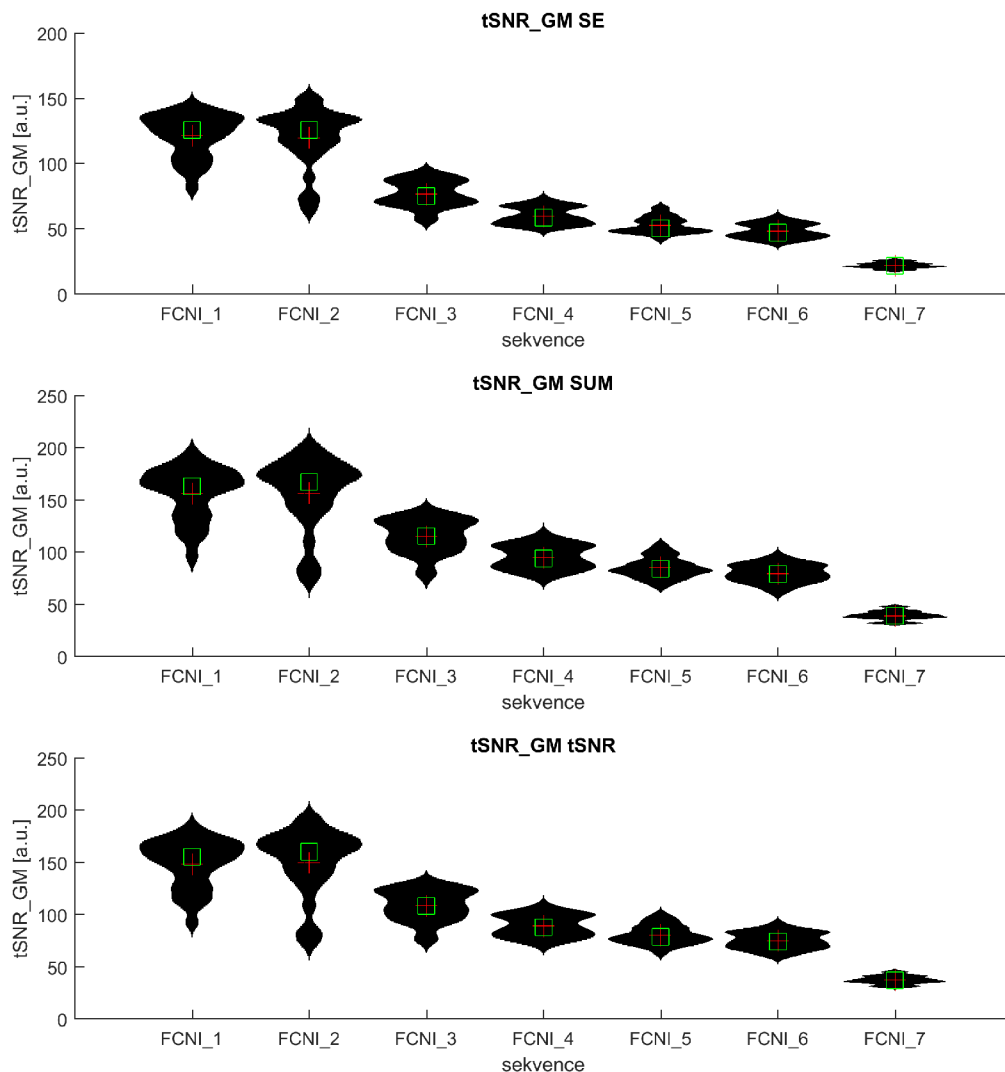 tSNR_GM SE
200
150
100
50
0
tSNR_GM [a.u.]
FCNI_1 FCNI_2 FCNI_3 FCNI_4 FCNI_5 FCNI_6 FCNI_7
sekvence
tSNR_GM SUM
250
200
150
100
50
0
tSNR_GM [a.u.]
FCNI_1 FCNI_2 FCNI_3 FCNI_4 FCNI_5 FCNI_6 FCNI_7
sekvence
tSNR_GM tSNR
250
200
150
100
50
0
tSNR_GM [a.u.]
FCNI_1 FCNI_2 FCNI_3 FCNI_4 FCNI_5 FCNI_6 FCNI_7
sekvence